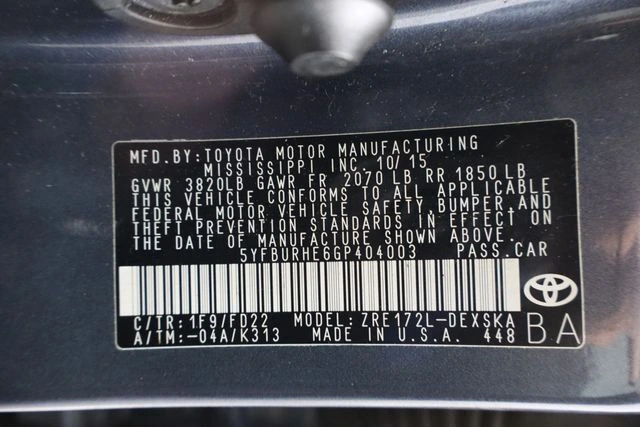 MFD.BY:TOYOTA MOTOR MANUFACTURING
MISSISSIPPI INC. 10/15
GVWR 3820LB GAWR FR 2070 LB RR 1850 LB
THIS VEHICLE CONFORMS TO ALL APPLICABLE
FEDERAL MOTOR VEHICLE SAFETY, BUMPER, AND
THEFT PREVENTION STANDARDS IN EFFECT ON
THE DATE OF MANUFACTURE SHOWN ABOVE.
5YFBURHE6GP404003 PASS.CAR
C/TR:1F9/FD22 MODEL:ZRE172L-DEXSKA
A/TM:-04A/K313 MADE IN U.S.A. 448
BA